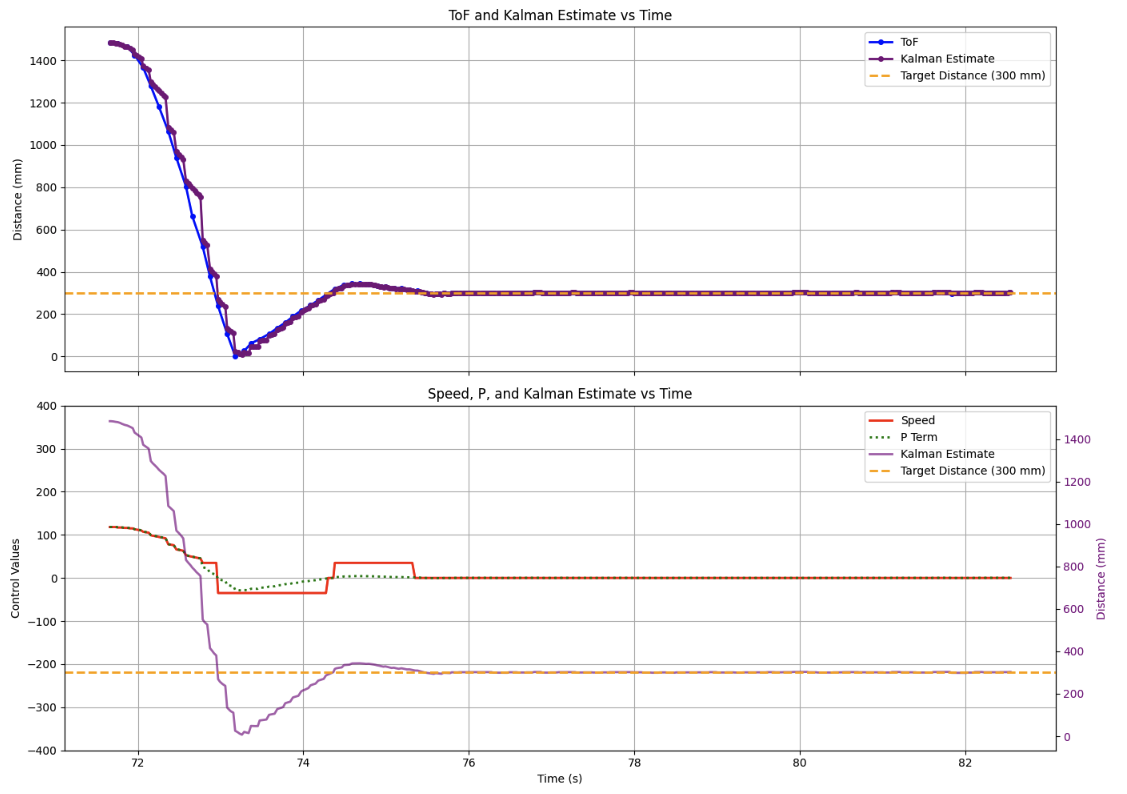 ToF and Kalman Estimate vs Time
Distance (mm)
1400
1200
1000
800
600
400
200
0
ToF
Kalman Estimate
Target Distance (300 mm)
Speed, P, and Kalman Estimate vs Time
Control Values
400
300
200
100
0
−100
−200
−300
−400
Speed
P Term
Kalman Estimate
Target Distance (300 mm)
1400
1200
1000
800
600
400
200
0
Distance (mm)
72
74
76
78
80
82
Time (s)